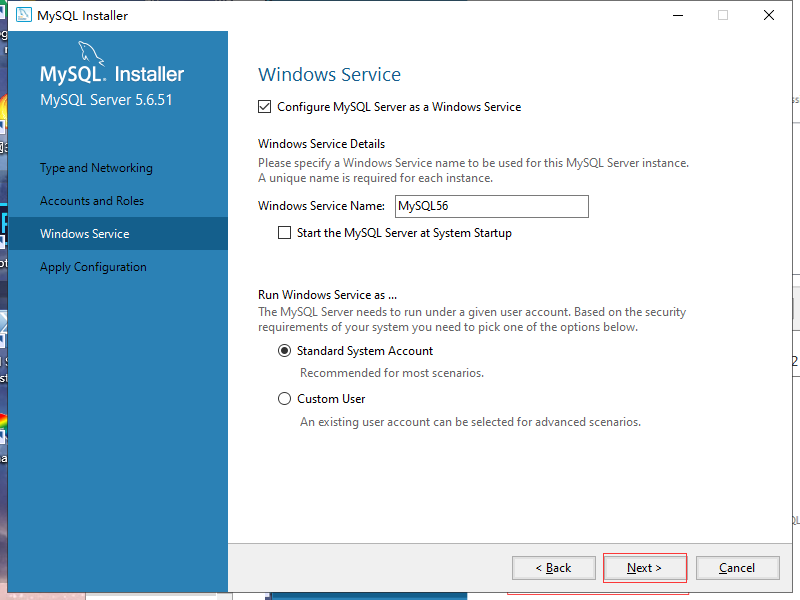 MySQL Installer
MySQL. Installer
MySQL Server 5.6.51
Type and Networking
Accounts and Roles
Windows Service
Apply Configuration
Windows Service
Configure MySQL Server as a Windows Service
Windows Service Details
Please specify a Windows Service name to be used for this MySQL Server instance.
A unique name is required for each instance.
Windows Service Name: MySQL56
Start the MySQL Server at System Startup
Run Windows Service as ...
The MySQL Server needs to run under a given user account. Based on the security
requirements of your system you need to pick one of the options below.
Standard System Account
Recommended for most scenarios.
Custom User
An existing user account can be selected for advanced scenarios.
< Back
Next >
Cancel